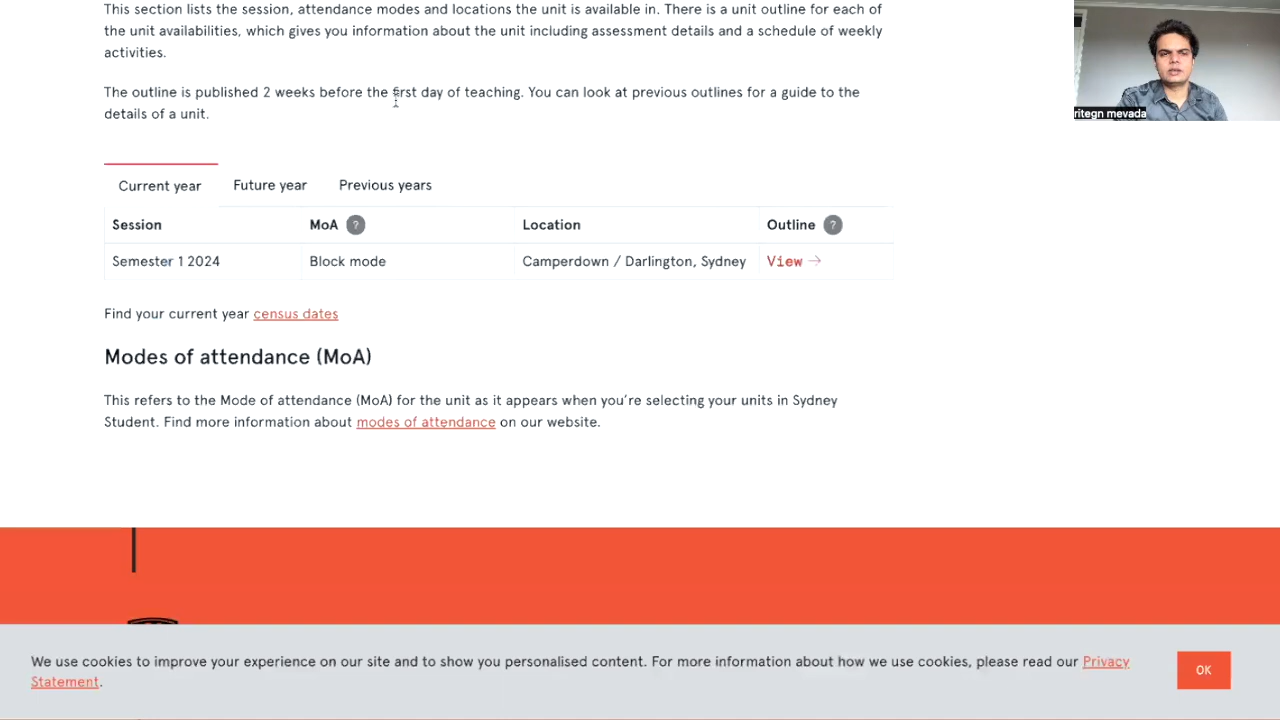 This section lists the session, attendance modes and locations the unit is available in. There is a unit outline for each of
the unit availabilities, which gives you information about the unit including assessment details and a schedule of weekly
activities.
The outline is published 2 weeks before the first day of teaching. You can look at previous outlines for a guide to the
details of a unit.
ritegn mevada
Current year Future year Previous years
Session MoA ? Location Outline ?
Semester 1 2024 Block mode Camperdown / Darlington, Sydney View →
Find your current year census dates
Modes of attendance (MoA)
This refers to the Mode of attendance (MoA) for the unit as it appears when you’re selecting your units in Sydney
Student. Find more information about modes of attendance on our website.
We use cookies to improve your experience on our site and to show you personalised content. For more information about how we use cookies, please read our Privacy
Statement.
OK